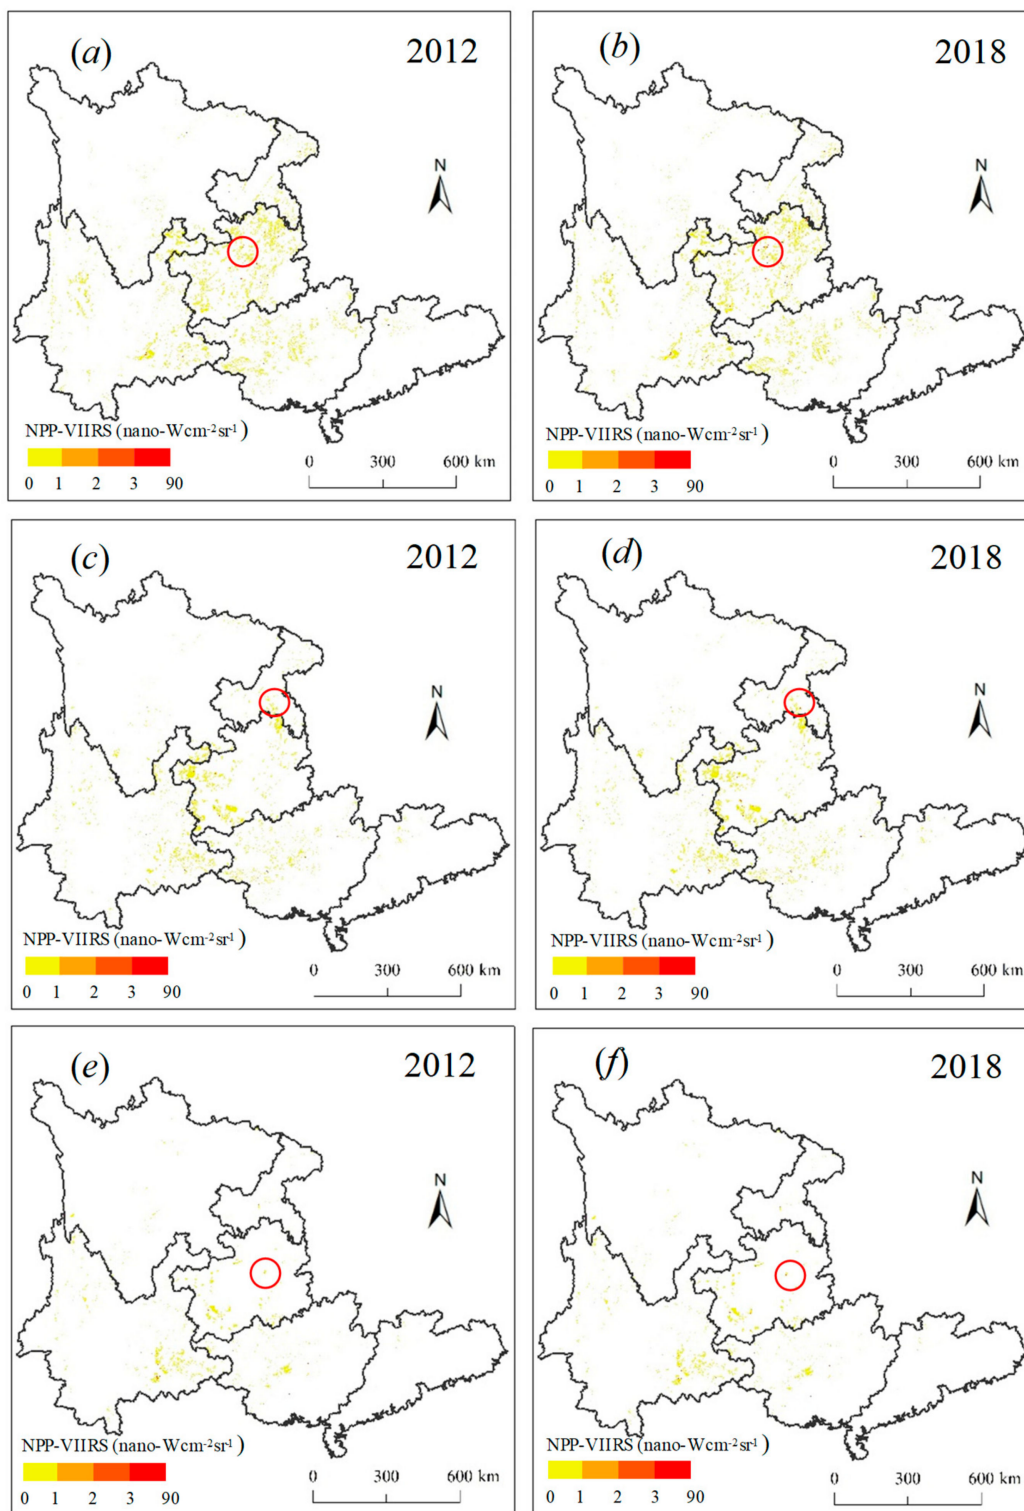 (a) 2012
N
NPP-VIIRS (nano-Wcm⁻²sr⁻¹)
0 1 2 3 90
0 300 600 km
(b) 2018
N
NPP-VIIRS (nano-Wcm⁻²sr⁻¹)
0 1 2 3 90
0 300 600 km
(c) 2012
N
NPP-VIIRS (nano-Wcm⁻²sr⁻¹)
0 1 2 3 90
0 300 600 km
(d) 2018
N
NPP-VIIRS (nano-Wcm⁻²sr⁻¹)
0 1 2 3 90
0 300 600 km
(e) 2012
N
NPP-VIIRS (nano-Wcm⁻²sr⁻¹)
0 1 2 3 90
0 300 600 km
(f) 2018
N
NPP-VIIRS (nano-Wcm⁻²sr⁻¹)
0 1 2 3 90
0 300 600 km